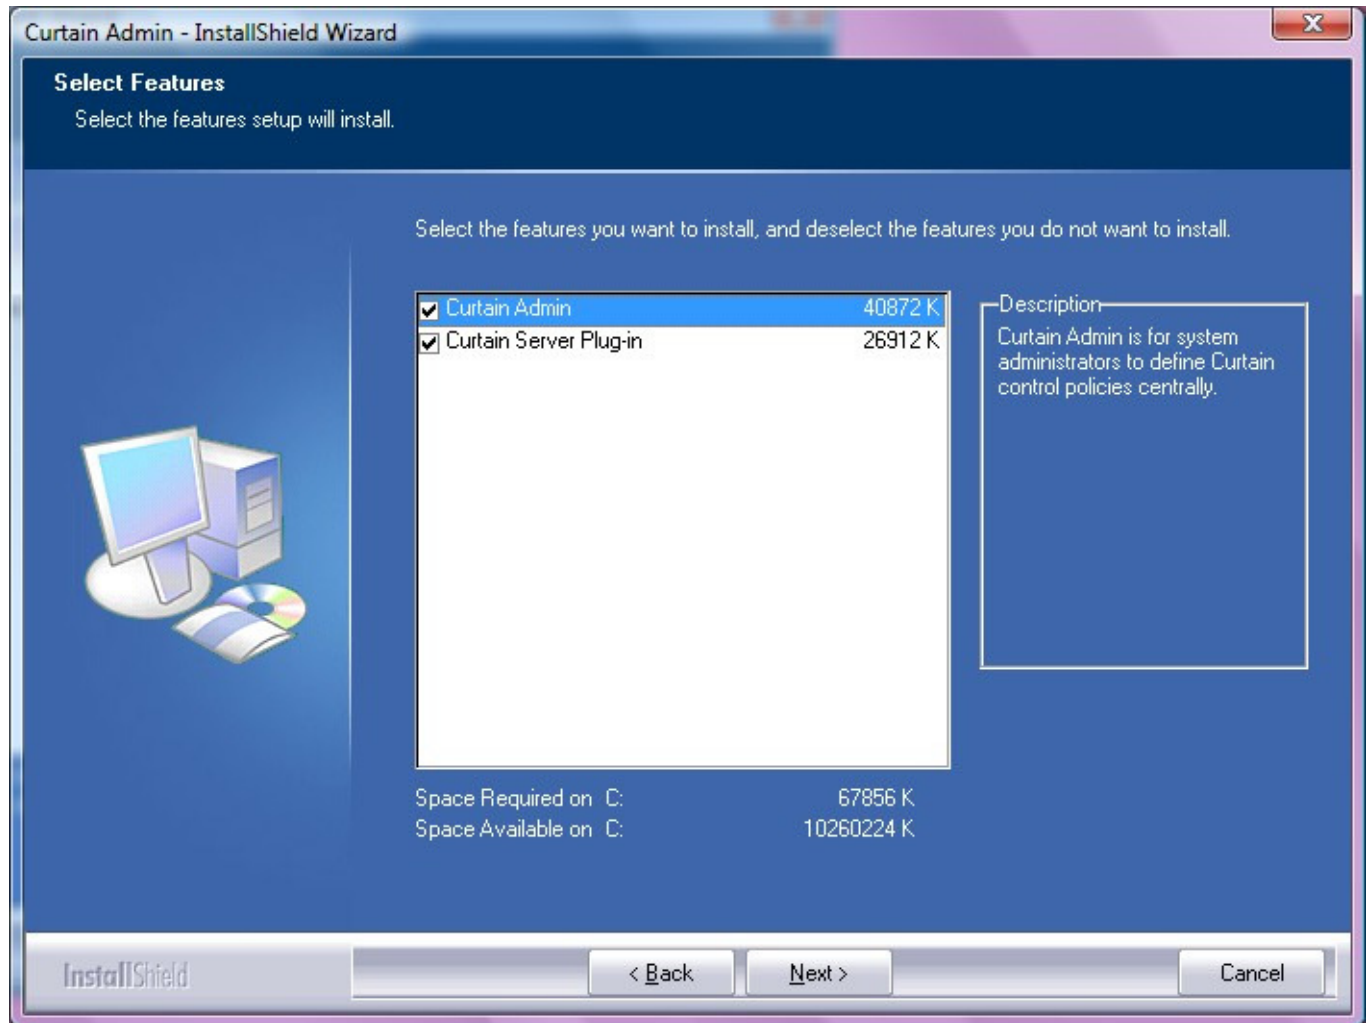 Curtain Admin - InstallShield Wizard
Select Features
Select the features setup will install.
Select the features you want to install, and deselect the features you do not want to install.
Curtain Admin 40872 K
Curtain Server Plug-in 26912 K
Description
Curtain Admin is for system
administrators to define Curtain
control policies centrally.
Space Required on C: 67856 K
Space Available on C: 10260224 K
InstallShield
< Back
Next >
Cancel